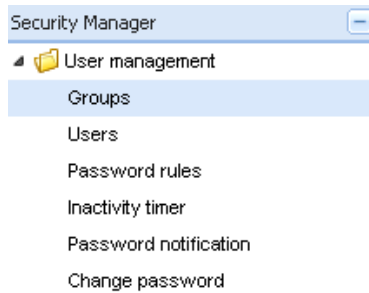 Security Manager
User management
Groups
Users
Password rules
Inactivity timer
Password notification
Change password